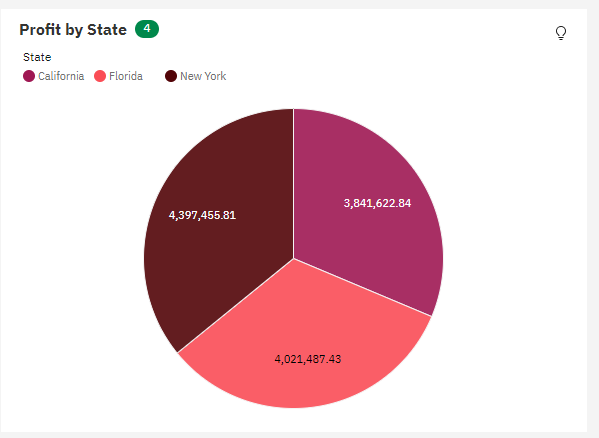 Profit by State 4
State
California Florida New York
3,841,622.84
4,397,455.81
4,021,487.43